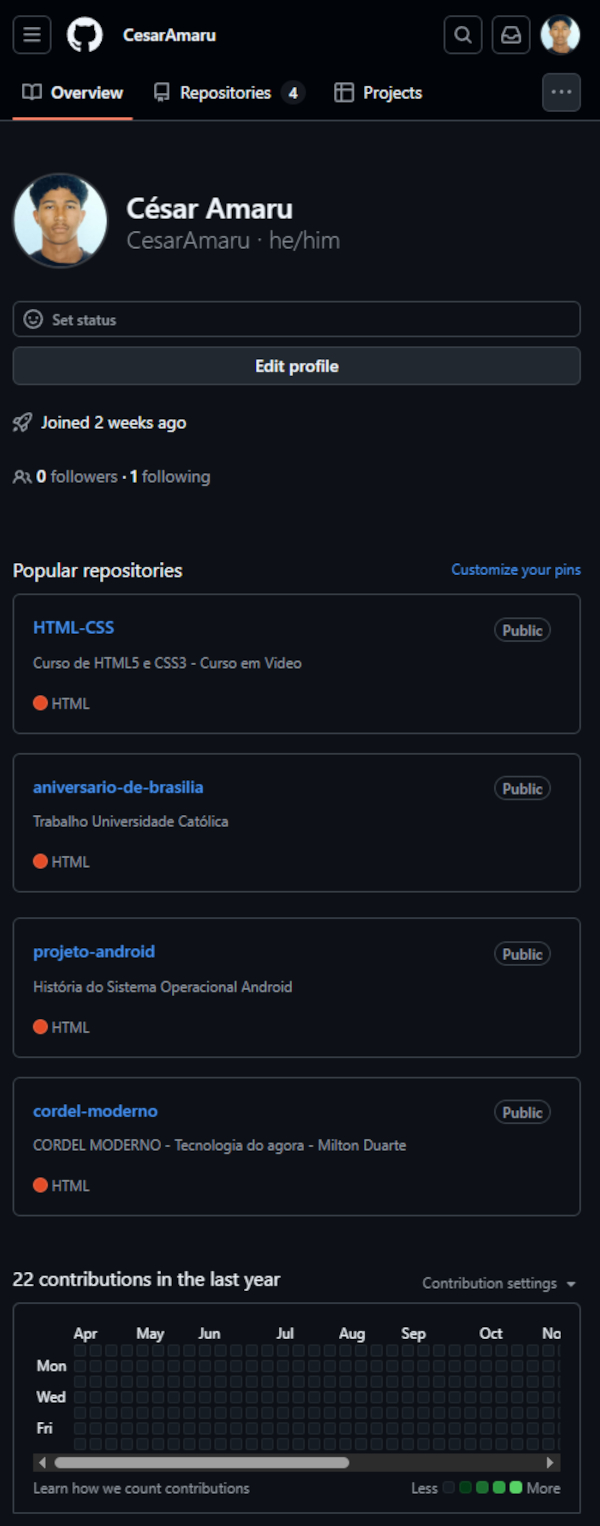 CesarAmaru
Overview Repositories 4 Projects
César Amaru
CesarAmaru · he/him
Set status
Edit profile
Joined 2 weeks ago
0 followers · 1 following
Popular repositories Customize your pins
HTML-CSS Public
Curso de HTML5 e CSS3 - Curso em Video
HTML
aniversario-de-brasilia Public
Trabalho Universidade Católica
HTML
projeto-android Public
História do Sistema Operacional Android
HTML
cordel-moderno Public
CORDEL MODERNO - Tecnologia do agora - Milton Duarte
HTML
22 contributions in the last year Contribution settings
Apr May Jun Jul Aug Sep Oct No
Mon
Wed
Fri
Learn how we count contributions Less More